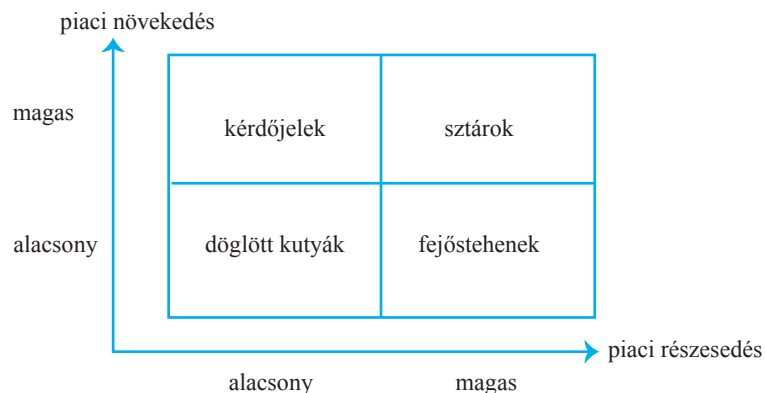 piaci növekedés
magas
kérdőjelek
sztárok
alacsony
döglött kutyák
fejőstehenek
piaci részesedés
alacsony
magas